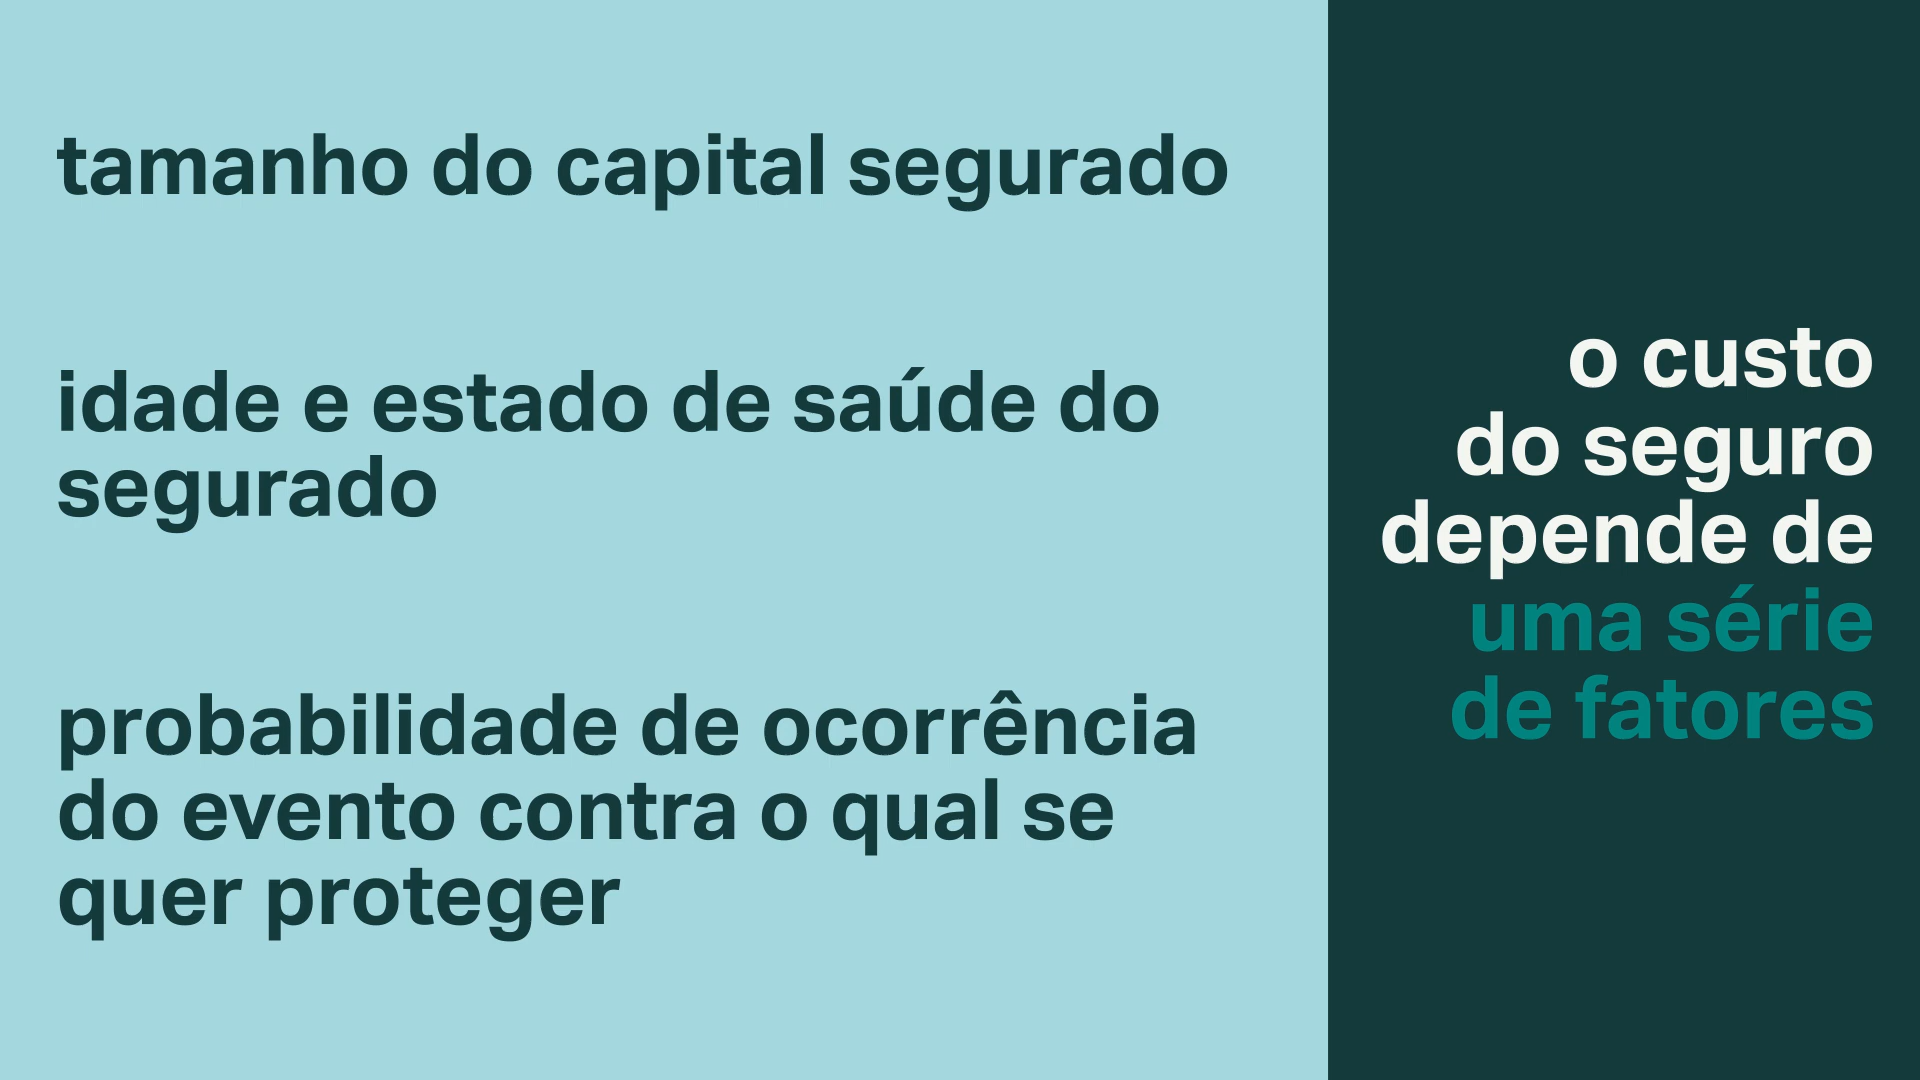 tamanho do capital segurado
idade e estado de saúde do
segurado
probabilidade de ocorrência
do evento contra o qual se
quer proteger
o custo
do seguro
depende de
uma série
de fatores